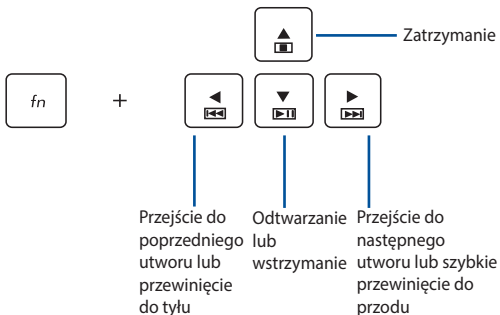 Zatrzymanie
fn +
Przejście do
poprzedniego
utworu lub
przewinięcie
do tyłu
Odtwarzanie
lub
wstrzymanie
Przejście do
następnego
utworu lub szybkie
przewinięcie do
przodu